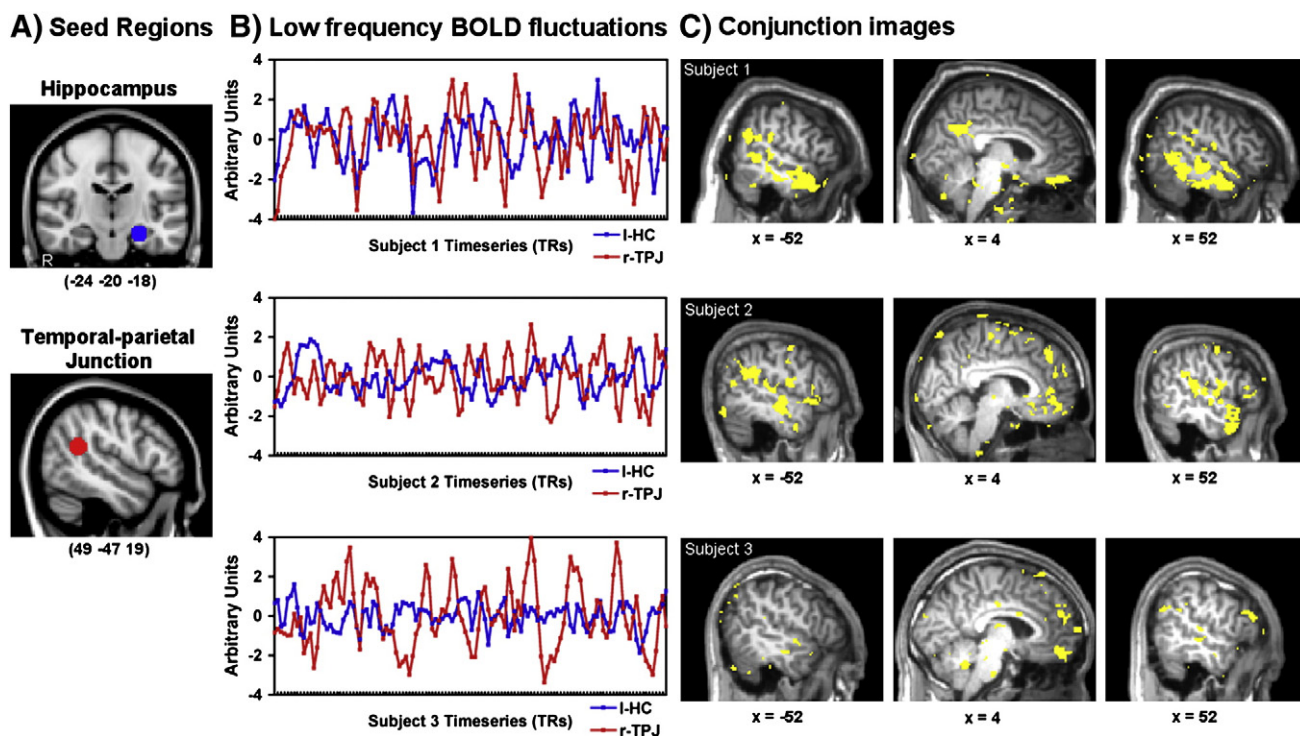 A) Seed Regions
B) Low frequency BOLD fluctuations
C) Conjunction images
Hippocampus
R
(-24 -20 -18)
Temporal-parietal
Junction
(49 -47 19)
4
2
0
-2
-4
Arbitrary Units
Subject 1 Timeseries (TRs)
l-HC
r-TPJ
4
2
0
-2
-4
Arbitrary Units
Subject 2 Timeseries (TRs)
l-HC
r-TPJ
4
2
0
-2
-4
Arbitrary Units
Subject 3 Timeseries (TRs)
l-HC
r-TPJ
Subject 1
x = -52
x = 4
x = 52
Subject 2
x = -52
x = 4
x = 52
Subject 3
x = -52
x = 4
x = 52